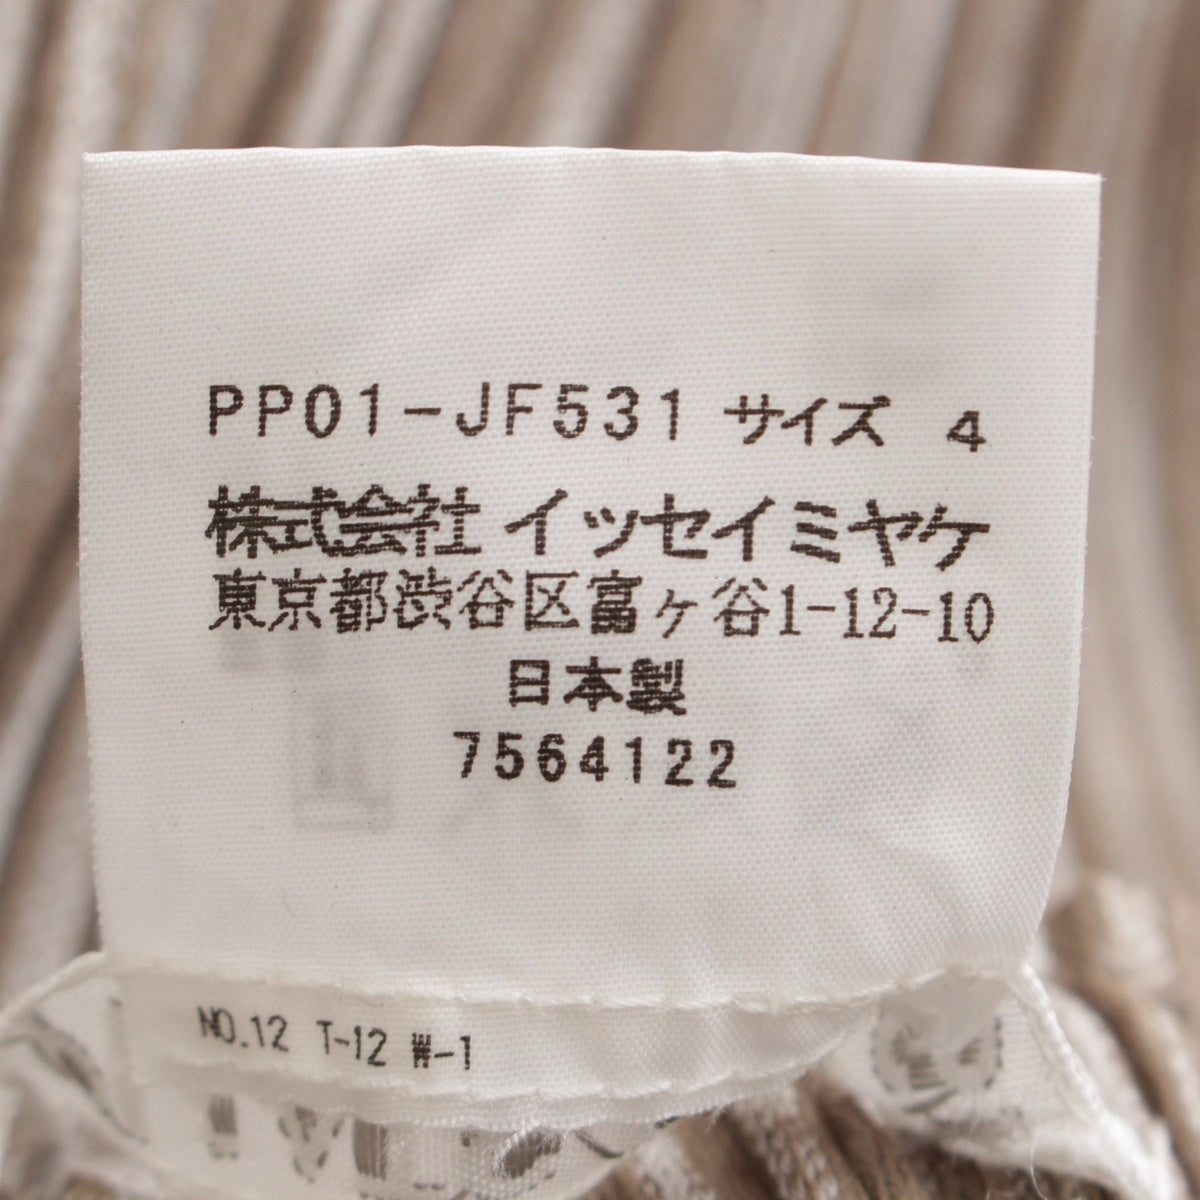 PP01-JF531 サイズ 4
株式会社 イッセイミヤケ
東京都渋谷区富ヶ谷1-12-10
日本製
7564122
NO.12 T-12 W-1